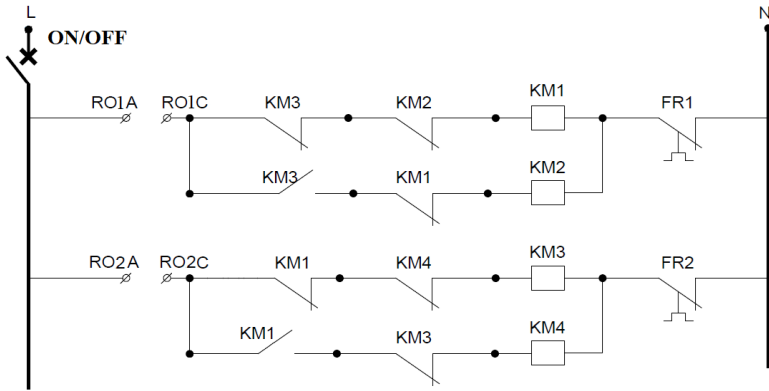 L
N
ON/OFF
RO1A RO1C KM3 KM2 KM1 FR1
KM3 KM1 KM2
RO2A RO2C KM1 KM4 KM3 FR2
KM1 KM3 KM4